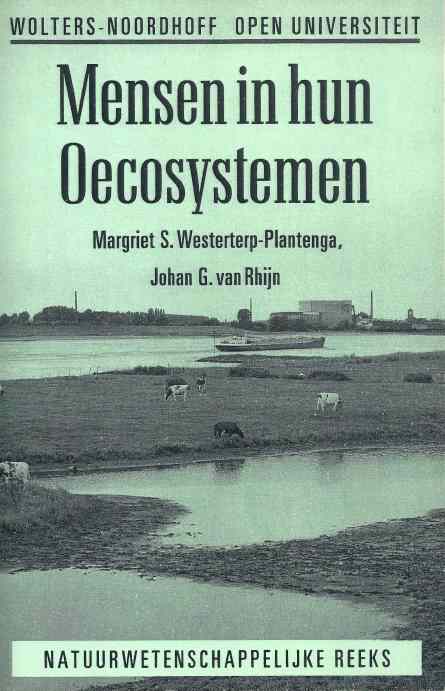 WOLTERS-NOORDHOFF OPEN UNIVERSITEIT
Mensen in hun
Oecosystemen
Margriet S. Westerterp-Plantenga,
Johan G. van Rhijn
NATUURWETENSCHAPPELIJKE REEKS